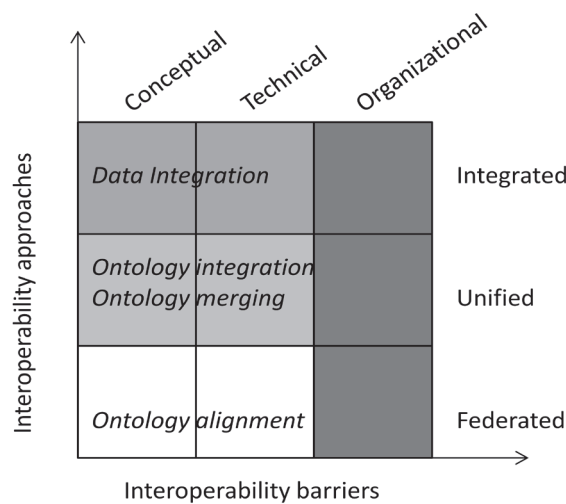 Conceptual
Technical
Organizational
Interoperability approaches
Data Integration
Integrated
Ontology integration
Ontology merging
Unified
Ontology alignment
Federated
Interoperability barriers